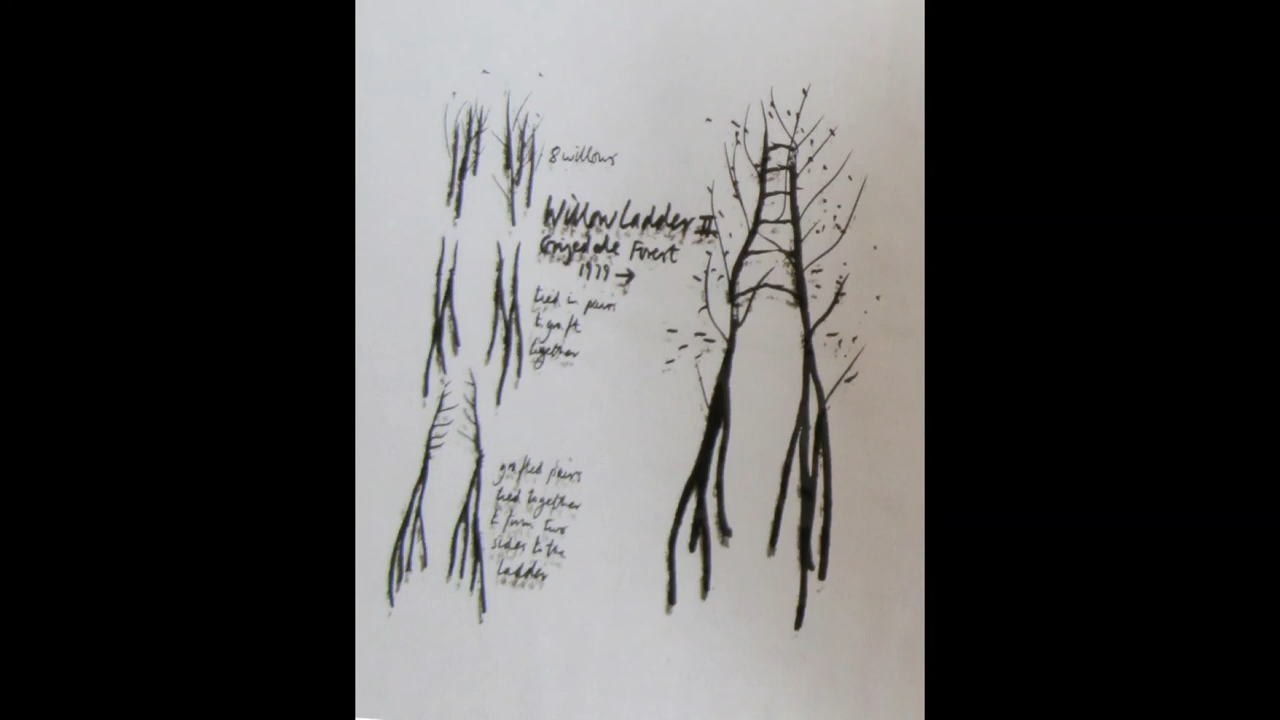 8 willows
Willow Ladder II
Grizedale Forest
1979 →
tied in pairs
to graft
together
grafted pairs
tied together
to form two
sides to the
Ladder